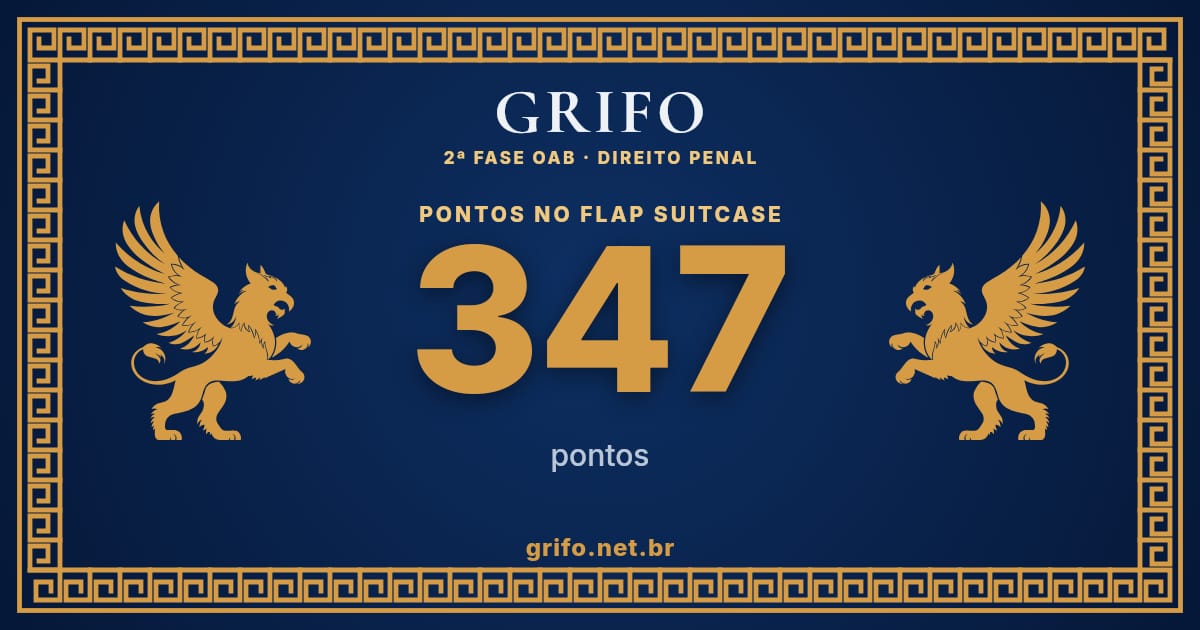 GRIFO
2ª FASE OAB · DIREITO PENAL
PONTOS NO FLAP SUITCASE
347
pontos
grifo.net.br